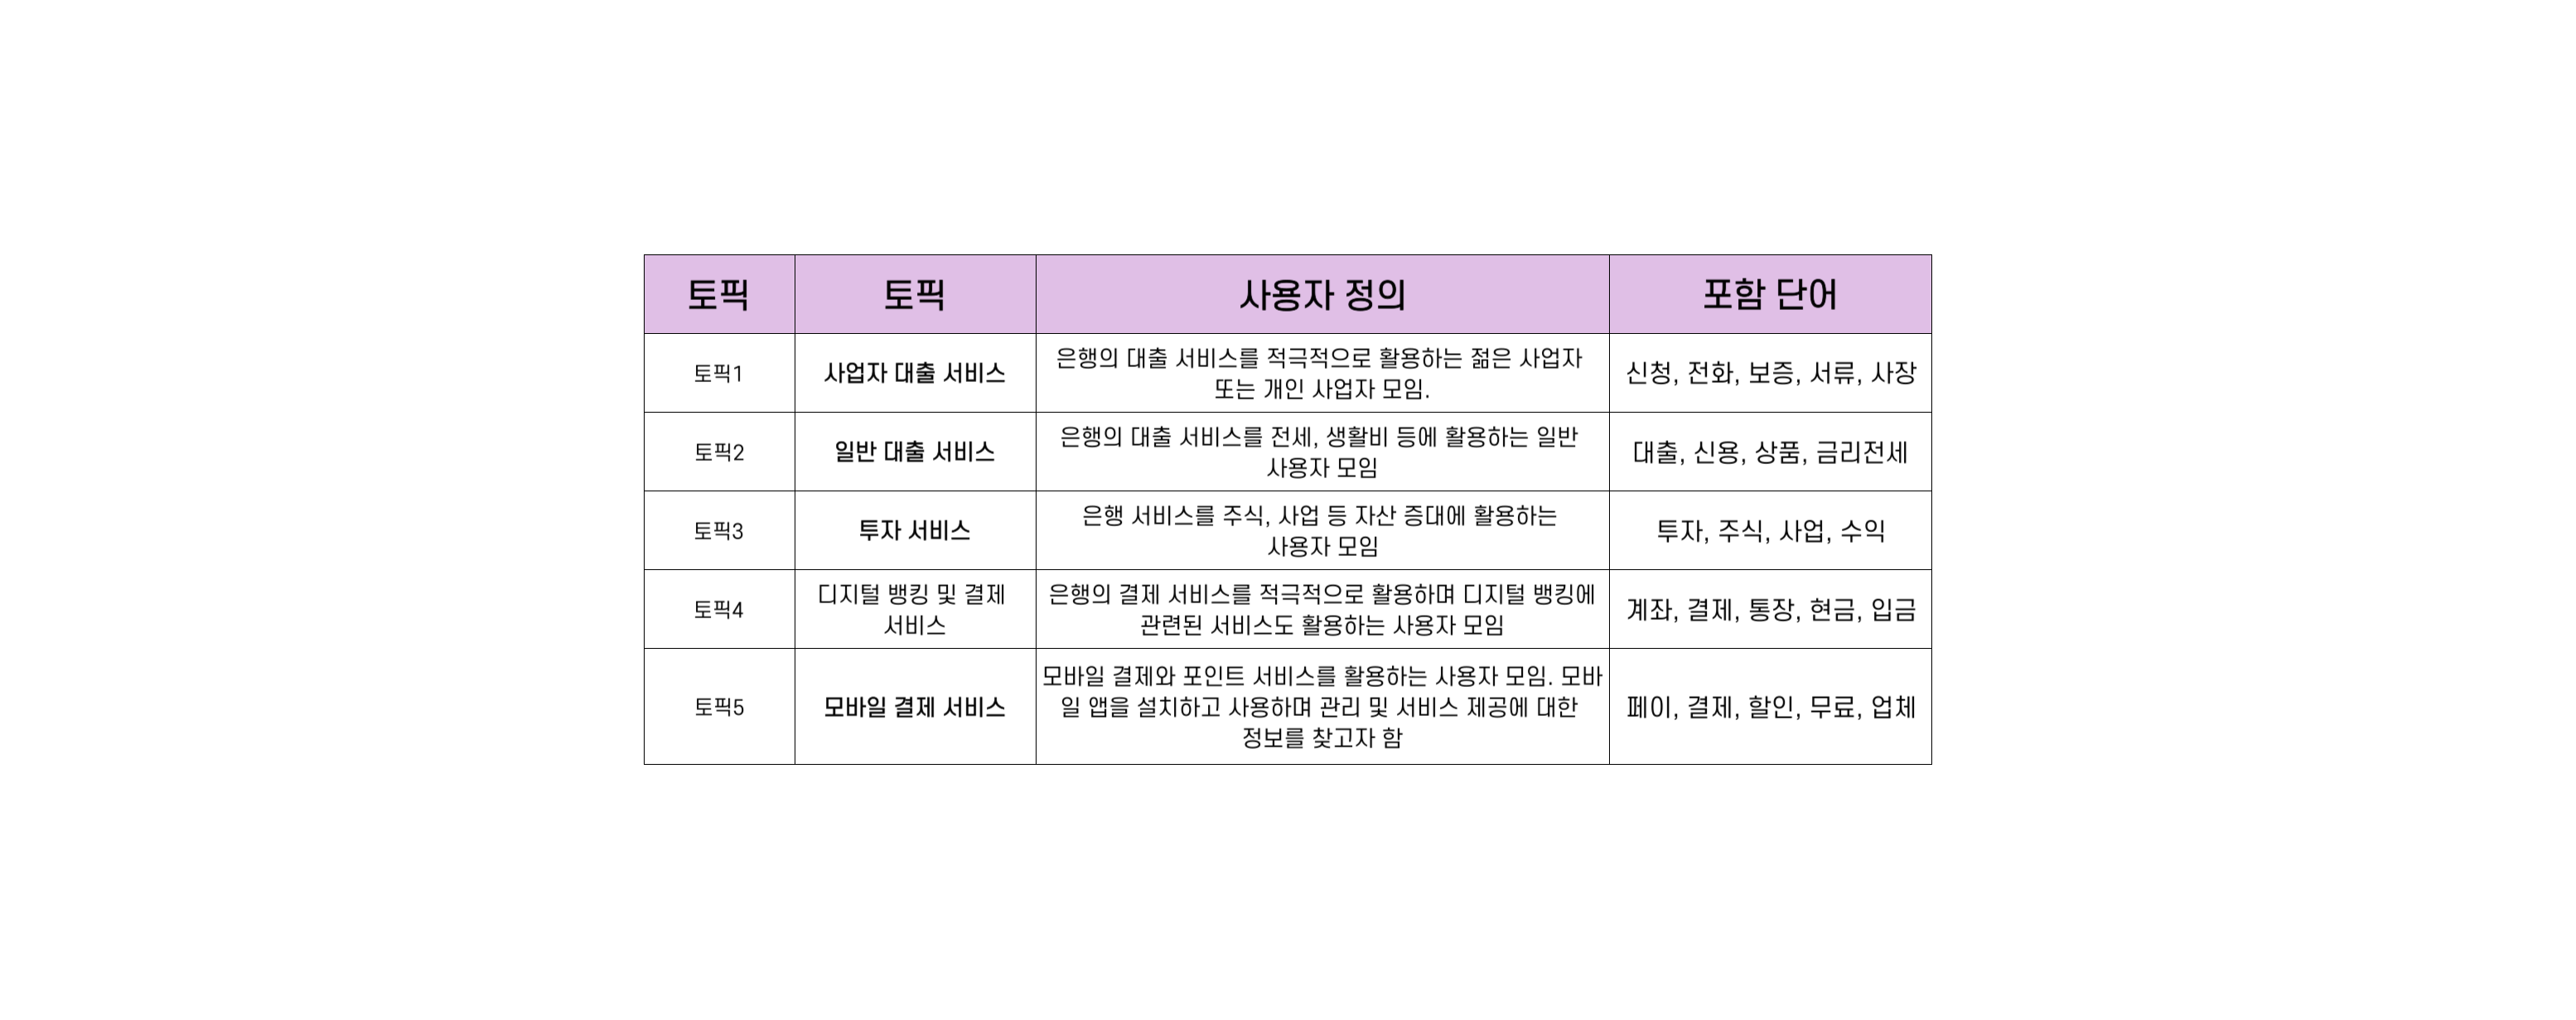 토픽 토픽 사용자 정의 포함 단어
토픽1
사업자 대출 서비스
은행의 대출 서비스를 적극적으로 활용하는 젊은 사업자
또는 개인 사업자 모임.
신청, 전화, 보증, 서류, 사장
토픽2
일반 대출 서비스
은행의 대출 서비스를 전세, 생활비 등에 활용하는 일반
사용자 모임
대출, 신용, 상품, 금리전세
토픽3
투자 서비스
은행 서비스를 주식, 사업 등 자산 증대에 활용하는
사용자 모임
투자, 주식, 사업, 수익
토픽4
디지털 뱅킹 및 결제
서비스
은행의 결제 서비스를 적극적으로 활용하며 디지털 뱅킹에
관련된 서비스도 활용하는 사용자 모임
계좌, 결제, 통장, 현금, 입금
토픽5
모바일 결제 서비스
모바일 결제와 포인트 서비스를 활용하는 사용자 모임. 모바
일 앱을 설치하고 사용하며 관리 및 서비스 제공에 대한
정보를 찾고자 함
페이, 결제, 할인, 무료, 업체